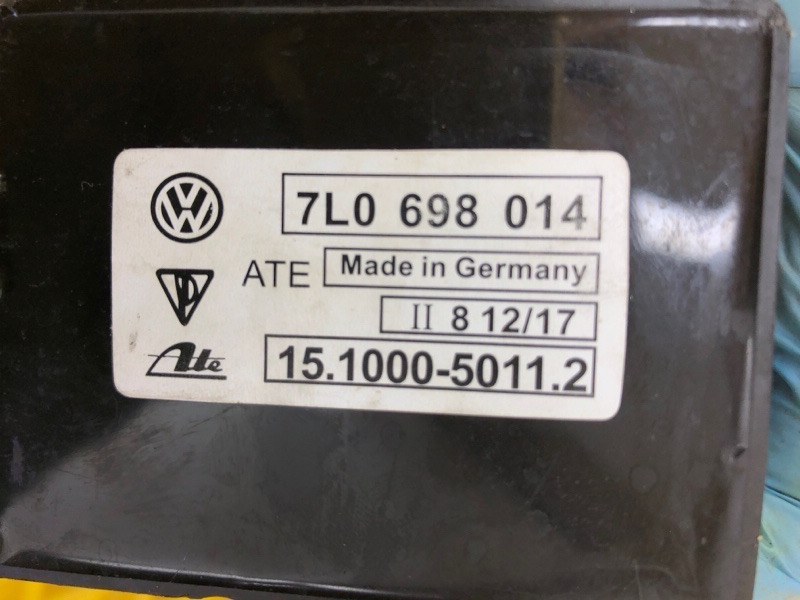 7L0 698 014
ATE Made in Germany
II 8 12/17
Ate 15.1000-5011.2